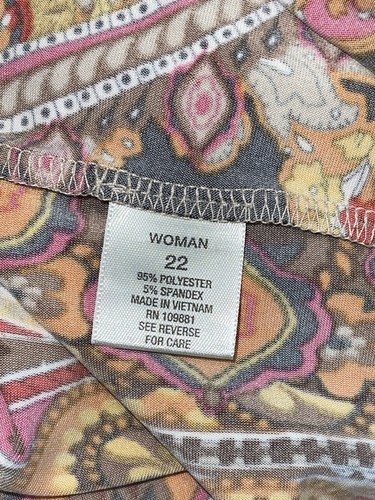 WOMAN
22
95% POLYESTER
5% SPANDEX
MADE IN VIETNAM
RN 109881
SEE REVERSE
FOR CARE